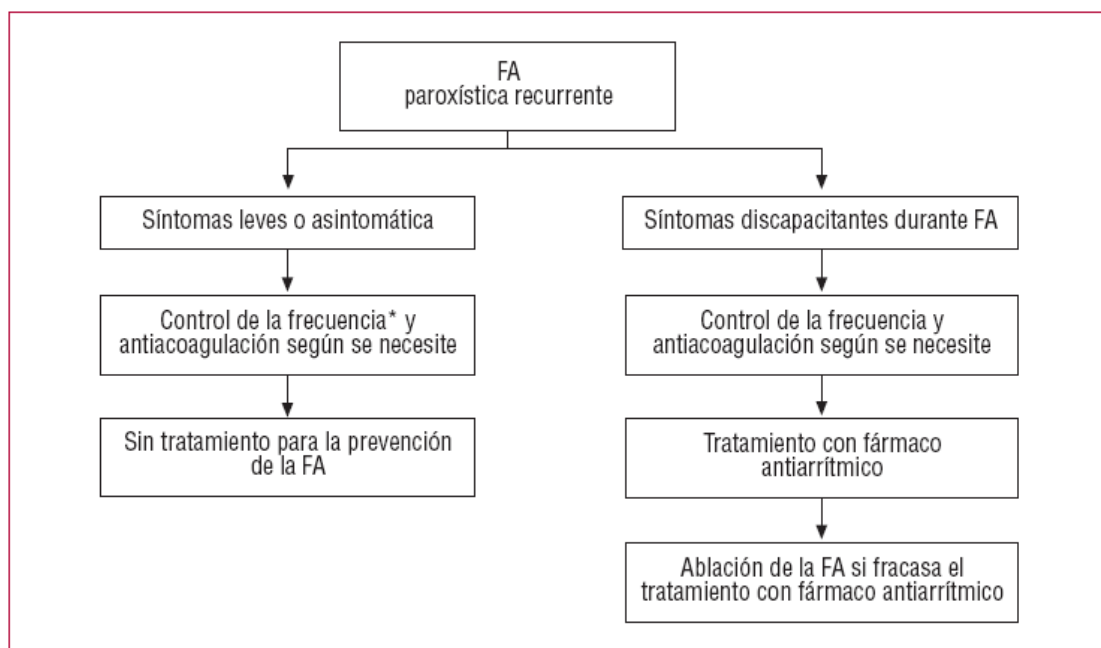 FA
paroxística recurrente
Síntomas leves o asintomática
Síntomas discapacitantes durante FA
Control de la frecuencia* y
antiacoagulación según se necesite
Control de la frecuencia y
antiacoagulación según se necesite
Sin tratamiento para la prevención
de la FA
Tratamiento con fármaco
antiarrítmico
Ablación de la FA si fracasa el
tratamiento con fármaco antiarrítmico